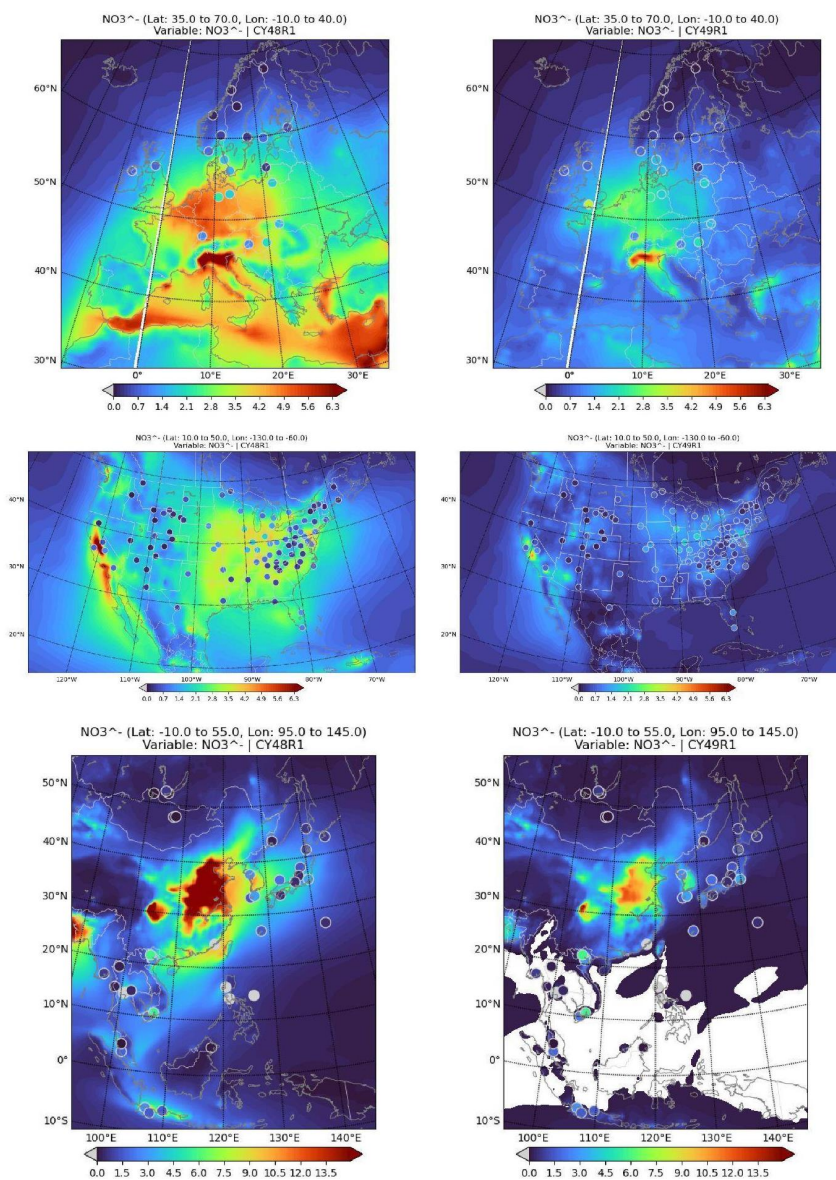 NO3^- (Lat: 35.0 to 70.0, Lon: -10.0 to 40.0)
Variable: NO3^- | CY48R1
60°N
50°N
40°N
30°N
0° 10°E 20°E 30°E
0.0 0.7 1.4 2.1 2.8 3.5 4.2 4.9 5.6 6.3
NO3^- (Lat: 35.0 to 70.0, Lon: -10.0 to 40.0)
Variable: NO3^- | CY49R1
60°N
50°N
40°N
30°N
0° 10°E 20°E 30°E
0.0 0.7 1.4 2.1 2.8 3.5 4.2 4.9 5.6 6.3
NO3^- (Lat: 10.0 to 50.0, Lon: -130.0 to -60.0)
Variable: NO3^- | CY48R1
40°N
30°N
20°N
120°W 110°W 100°W 90°W 80°W 70°W
0.0 0.7 1.4 2.1 2.8 3.5 4.2 4.9 5.6 6.3
NO3^- (Lat: 10.0 to 50.0, Lon: -130.0 to -60.0)
Variable: NO3^- | CY49R1
40°N
30°N
20°N
120°W 110°W 100°W 90°W 80°W 70°W
0.0 0.7 1.4 2.1 2.8 3.5 4.2 4.9 5.6 6.3
NO3^- (Lat: -10.0 to 55.0, Lon: 95.0 to 145.0)
Variable: NO3^- | CY48R1
50°N
40°N
30°N
20°N
10°N
0°
10°S
100°E 110°E 120°E 130°E 140°E
0.0 1.5 3.0 4.5 6.0 7.5 9.0 10.5 12.0 13.5
NO3^- (Lat: -10.0 to 55.0, Lon: 95.0 to 145.0)
Variable: NO3^- | CY49R1
50°N
40°N
30°N
20°N
10°N
0°
10°S
100°E 110°E 120°E 130°E 140°E
0.0 1.5 3.0 4.5 6.0 7.5 9.0 10.5 12.0 13.5